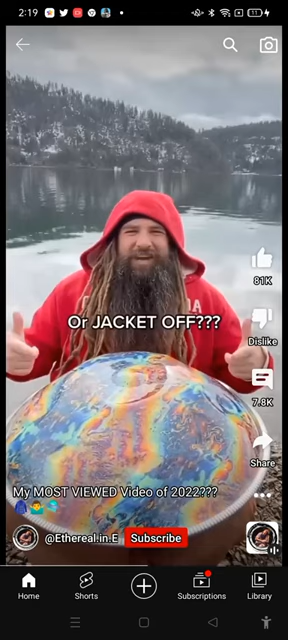 2:19
11
Or JACKET OFF???
81K
Dislike
7.8K
Share
My MOST VIEWED Video of 2022???
@Ethereal.in.E
Subscribe
Home
Shorts
Subscriptions
Library